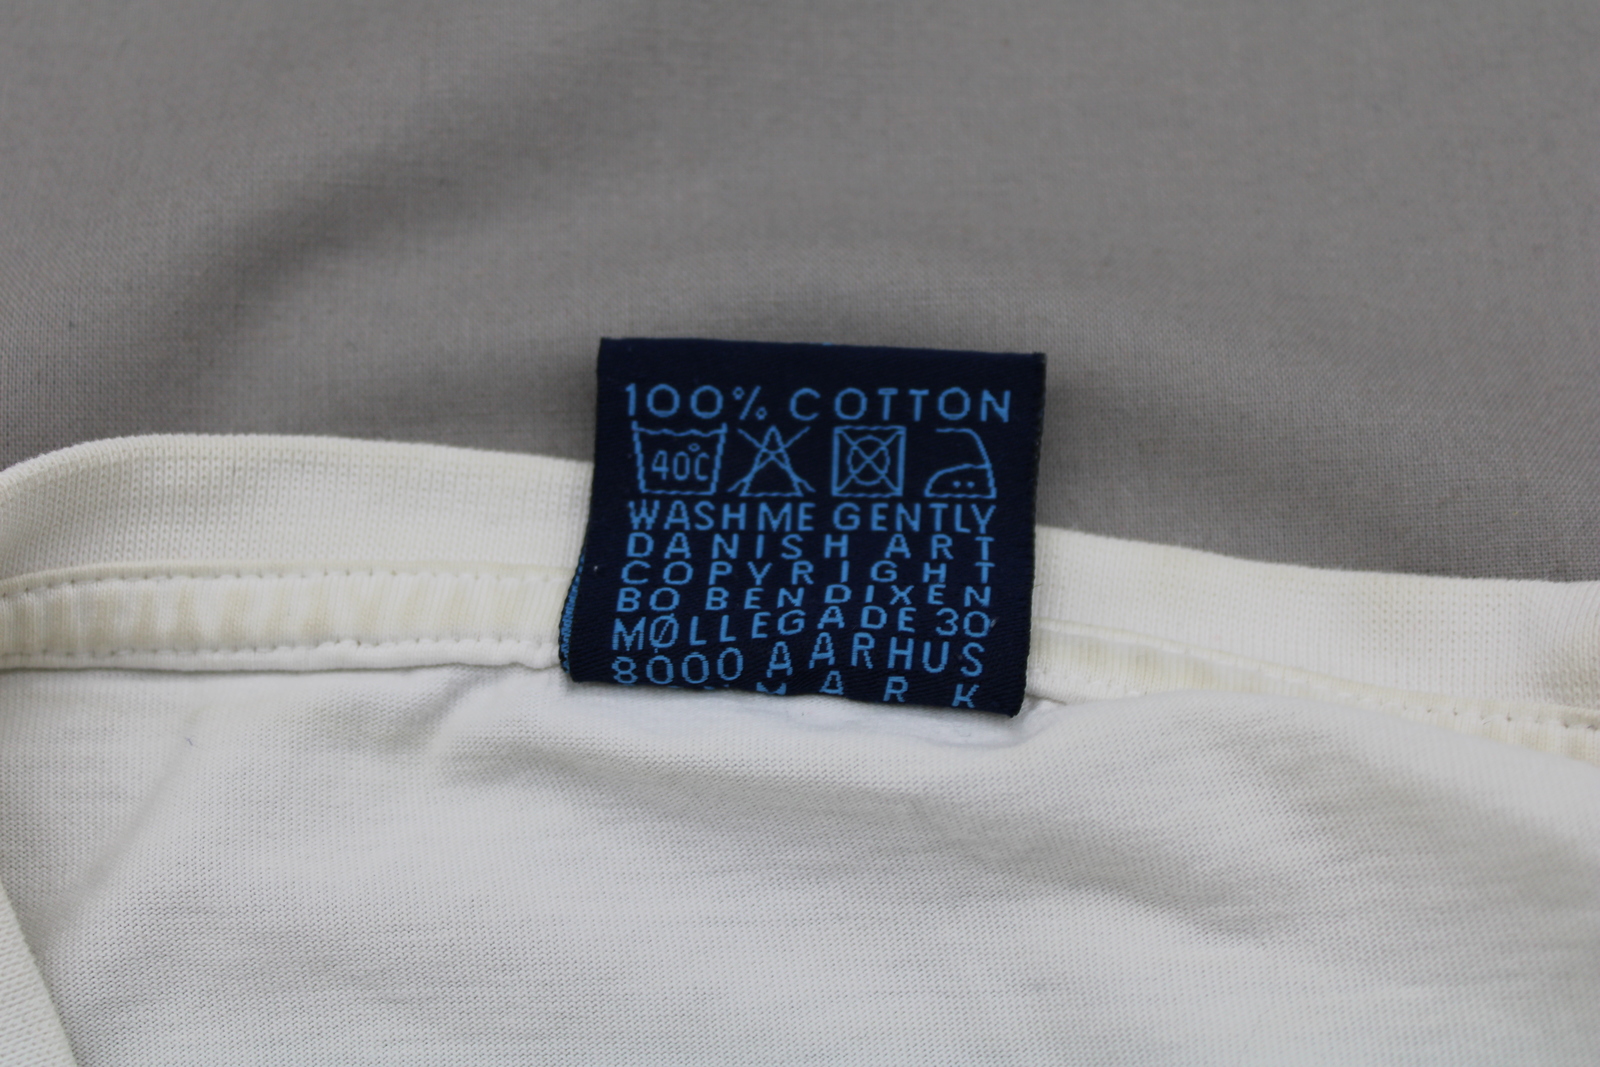 100% COTTON
40°C
WASH ME GENTLY
DANISH ART
COPYRIGHT
BO BENDIXEN
MØLLEGADE 30
8000 AARHUS